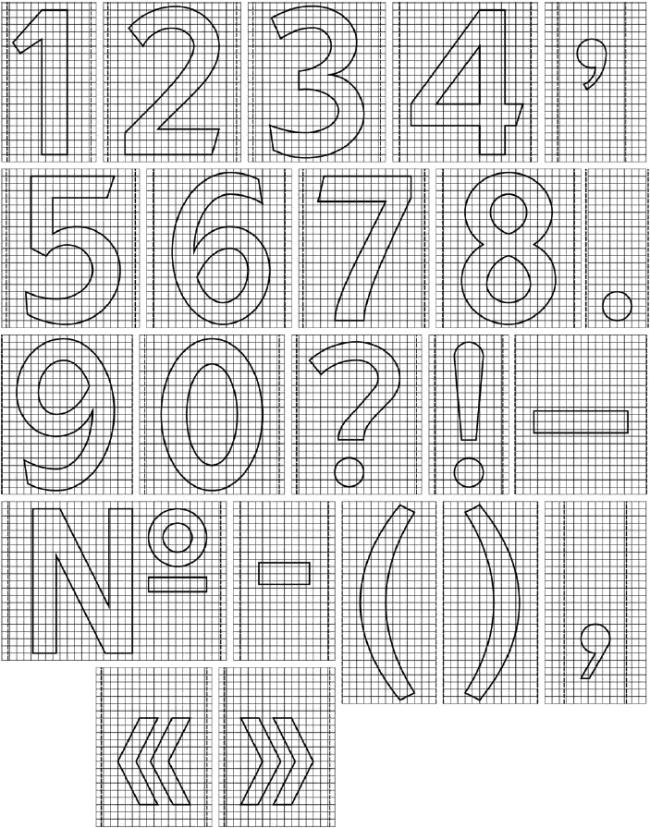 1 2 3 4 ’
5 6 7 8 .
9 0 ? ! —
№ - ( ) ,
« »